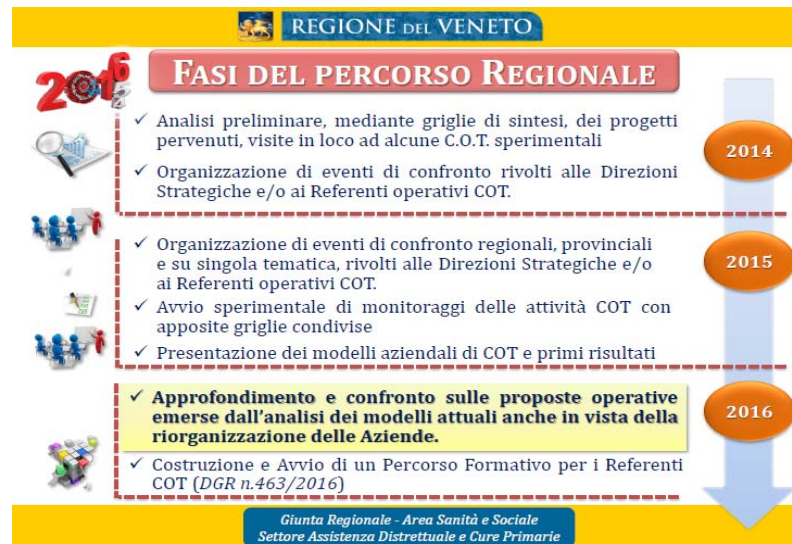 REGIONE DEL VENETO
2016
FASI DEL PERCORSO REGIONALE
✓ Analisi preliminare, mediante griglie di sintesi, dei progetti
pervenuti, visite in loco ad alcune C.O.T. sperimentali
✓ Organizzazione di eventi di confronto rivolti alle Direzioni
Strategiche e/o ai Referenti operativi COT.
2014
✓ Organizzazione di eventi di confronto regionali, provinciali
e su singola tematica, rivolti alle Direzioni Strategiche e/o
ai Referenti operativi COT.
✓ Avvio sperimentale di monitoraggi delle attività COT con
apposite griglie condivise
✓ Presentazione dei modelli aziendali di COT e primi risultati
2015
✓ Approfondimento e confronto sulle proposte operative
emerse dall'analisi dei modelli attuali anche in vista della
riorganizzazione delle Aziende.
✓ Costruzione e Avvio di un Percorso Formativo per i Referenti
COT (DGR n.463/2016)
2016
Giunta Regionale - Area Sanità e Sociale
Settore Assistenza Distrettuale e Cure Primarie